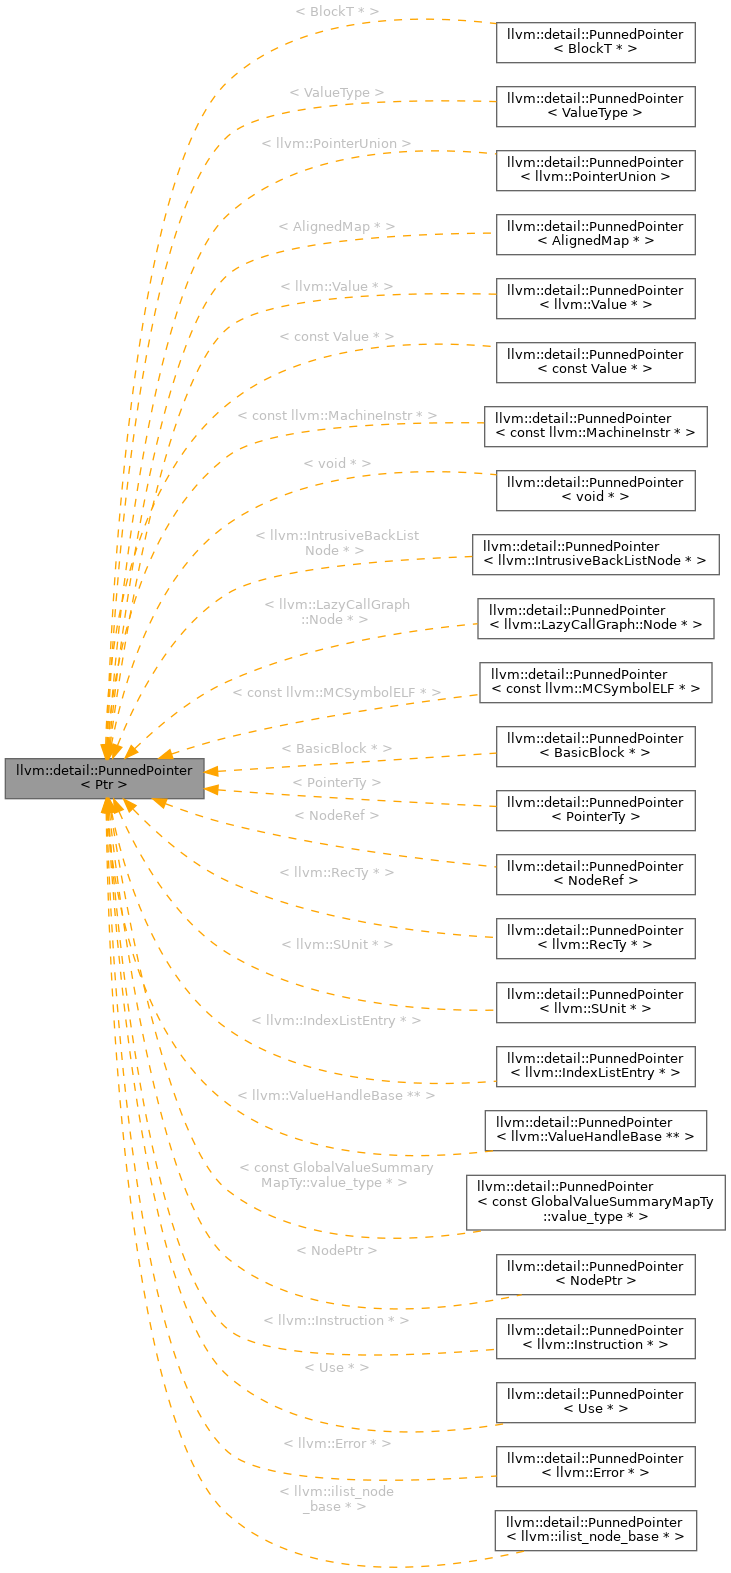 < BlockT * >
llvm::detail::PunnedPointer
< BlockT * >
< ValueType >
llvm::detail::PunnedPointer
< ValueType >
< llvm::PointerUnion >
llvm::detail::PunnedPointer
< llvm::PointerUnion >
< AlignedMap * >
llvm::detail::PunnedPointer
< AlignedMap * >
< llvm::Value * >
llvm::detail::PunnedPointer
< llvm::Value * >
< const Value * >
llvm::detail::PunnedPointer
< const Value * >
< const llvm::MachineInstr * >
llvm::detail::PunnedPointer
< const llvm::MachineInstr * >
< void * >
llvm::detail::PunnedPointer
< void * >
< llvm::IntrusiveBackList
Node * >
llvm::detail::PunnedPointer
< llvm::IntrusiveBackListNode * >
< llvm::LazyCallGraph
::Node * >
llvm::detail::PunnedPointer
< llvm::LazyCallGraph::Node * >
< const llvm::MCSymbolELF * >
llvm::detail::PunnedPointer
< const llvm::MCSymbolELF * >
llvm::detail::PunnedPointer
< Ptr >
< BasicBlock * >
llvm::detail::PunnedPointer
< BasicBlock * >
< PointerTy >
llvm::detail::PunnedPointer
< PointerTy >
< NodeRef >
llvm::detail::PunnedPointer
< NodeRef >
< llvm::RecTy * >
llvm::detail::PunnedPointer
< llvm::RecTy * >
< llvm::SUnit * >
llvm::detail::PunnedPointer
< llvm::SUnit * >
< llvm::IndexListEntry * >
llvm::detail::PunnedPointer
< llvm::IndexListEntry * >
< llvm::ValueHandleBase ** >
llvm::detail::PunnedPointer
< llvm::ValueHandleBase ** >
< const GlobalValueSummary
MapTy::value_type * >
llvm::detail::PunnedPointer
< const GlobalValueSummaryMapTy
::value_type * >
< NodePtr >
llvm::detail::PunnedPointer
< NodePtr >
< llvm::Instruction * >
llvm::detail::PunnedPointer
< llvm::Instruction * >
< Use * >
llvm::detail::PunnedPointer
< Use * >
< llvm::Error * >
llvm::detail::PunnedPointer
< llvm::Error * >
< llvm::ilist_node
_base * >
llvm::detail::PunnedPointer
< llvm::ilist_node_base * >